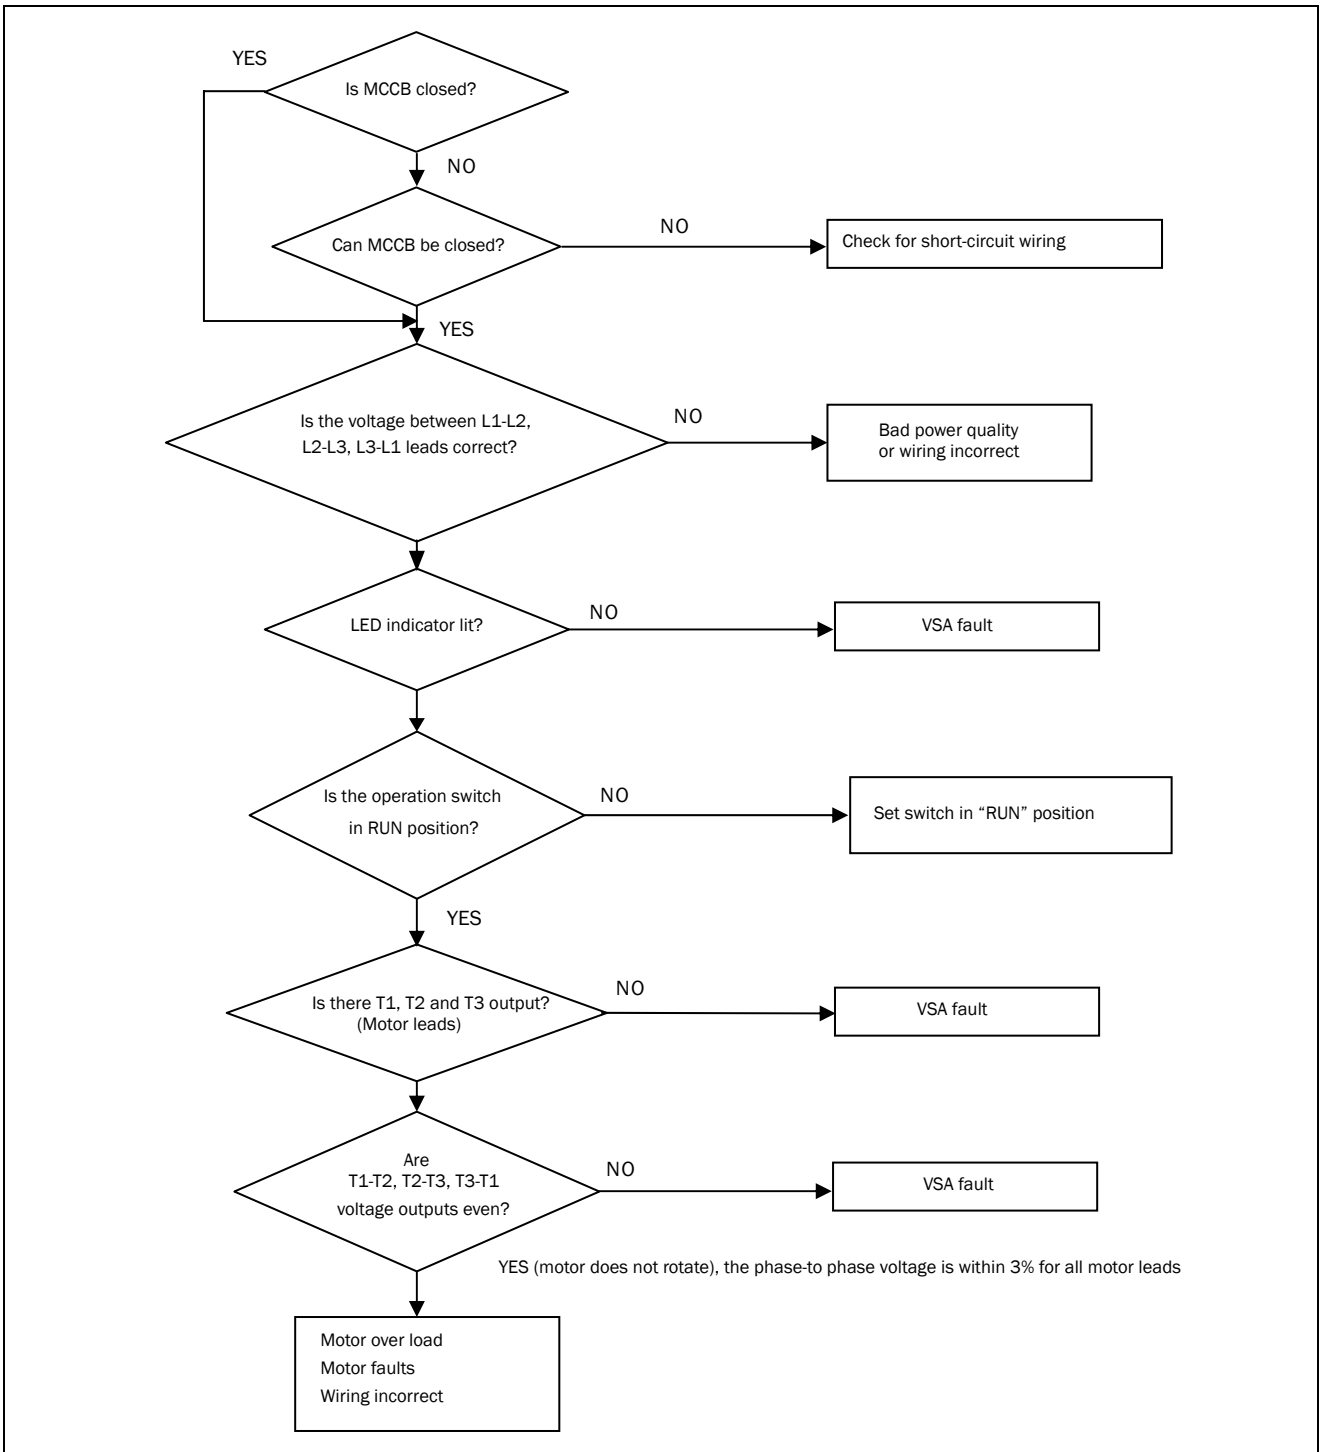 YES
Is MCCB closed?
NO
Can MCCB be closed?
NO
Check for short-circuit wiring
YES
Is the voltage between L1-L2,
L2-L3, L3-L1 leads correct?
NO
Bad power quality
or wiring incorrect
LED indicator lit?
NO
VSA fault
Is the operation switch
in RUN position?
NO
Set switch in “RUN” position
YES
Is there T1, T2 and T3 output?
(Motor leads)
NO
VSA fault
Are
T1-T2, T2-T3, T3-T1
voltage outputs even?
NO
VSA fault
YES (motor does not rotate), the phase-to phase voltage is within 3% for all motor leads
Motor over load
Motor faults
Wiring incorrect